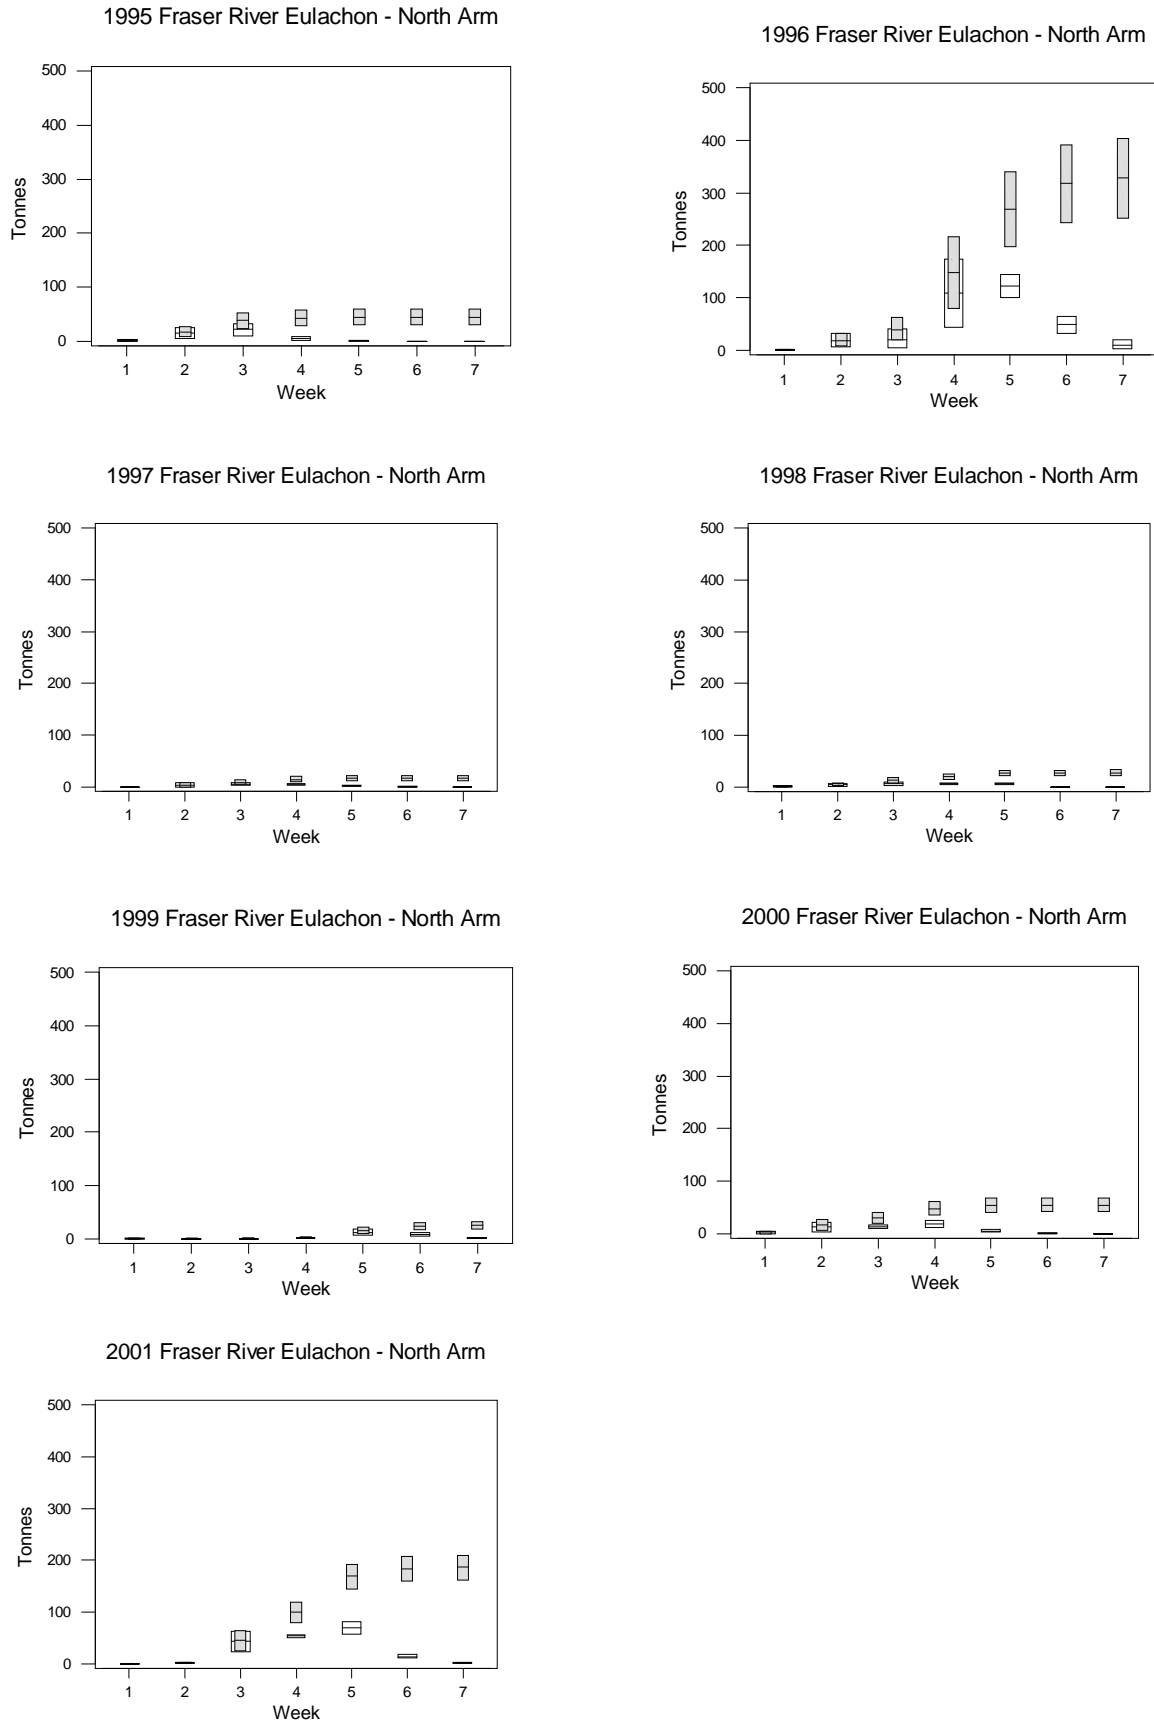 1995 Fraser River Eulachon - North Arm
500
400
300
200
100
0
Tonnes
1 2 3 4 5 6 7
Week
1996 Fraser River Eulachon - North Arm
500
400
300
200
100
0
Tonnes
1 2 3 4 5 6 7
Week
1997 Fraser River Eulachon - North Arm
500
400
300
200
100
0
Tonnes
1 2 3 4 5 6 7
Week
1998 Fraser River Eulachon - North Arm
500
400
300
200
100
0
Tonnes
1 2 3 4 5 6 7
Week
1999 Fraser River Eulachon - North Arm
500
400
300
200
100
0
Tonnes
1 2 3 4 5 6 7
Week
2000 Fraser River Eulachon - North Arm
500
400
300
200
100
0
Tonnes
1 2 3 4 5 6 7
Week
2001 Fraser River Eulachon - North Arm
500
400
300
200
100
0
Tonnes
1 2 3 4 5 6 7
Week